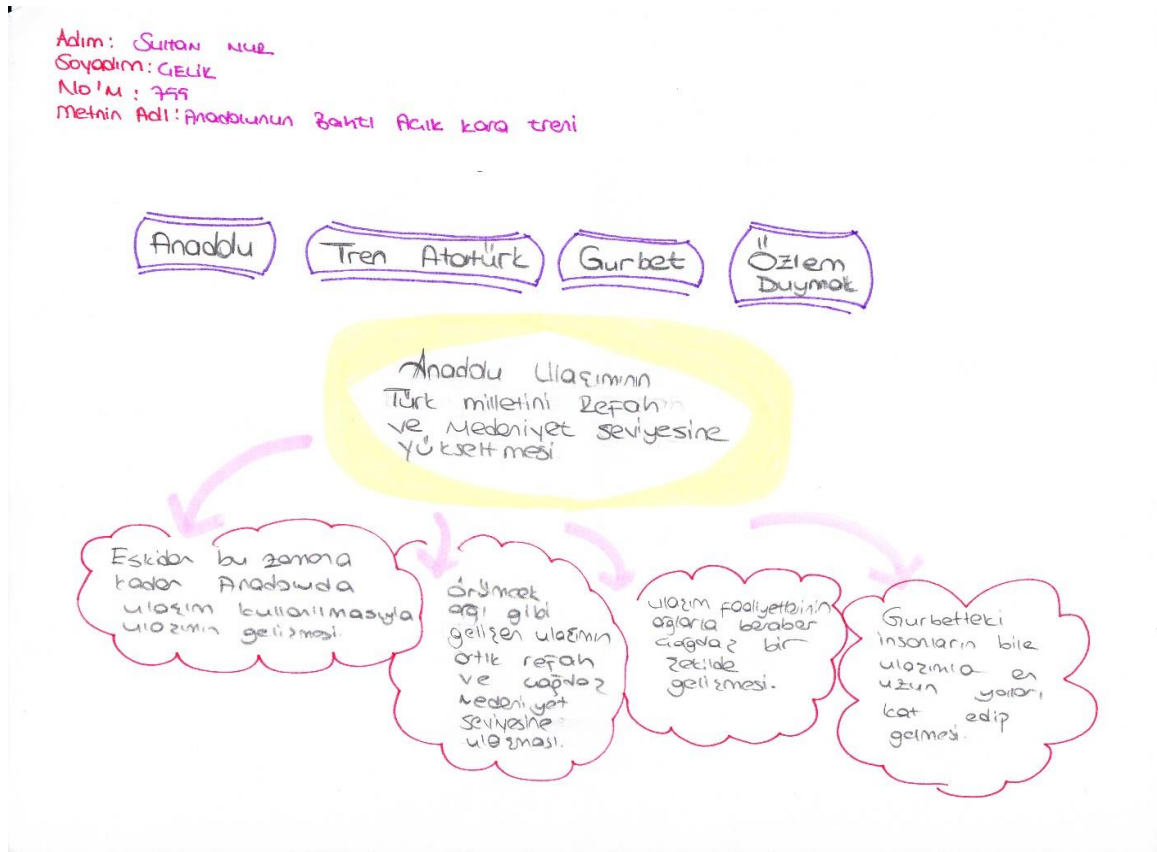 Adım: Sultan Nur
Soyadım: ÇELİK
No'M: 799
Metnin Adı: Anadolunun Bahtı Açık kara treni
Anadolu
Tren Atatürk
Gurbet
Özlem
Duymak
Anadolu Ulaşımının
Türk milletini Refah
ve Medeniyet seviyesine
yükseltmesi
Eskiden bu zamana
kadar Anadoluda
ulaşım kullanılmasıyla
ulaşımın gelişmesi.
örümcek
ağı gibi
gelişen ulaşımın
artık refah
ve çağdaş
Medeniyet
seviyesine
ulaşması.
ulaşım faaliyetlerinin
ağlarla beraber
çağdaş bir
şekilde
gelişmesi.
Gurbetteki
insanların bile
ulaşımla en
uzun yolları,
kat edip
gelmesi.